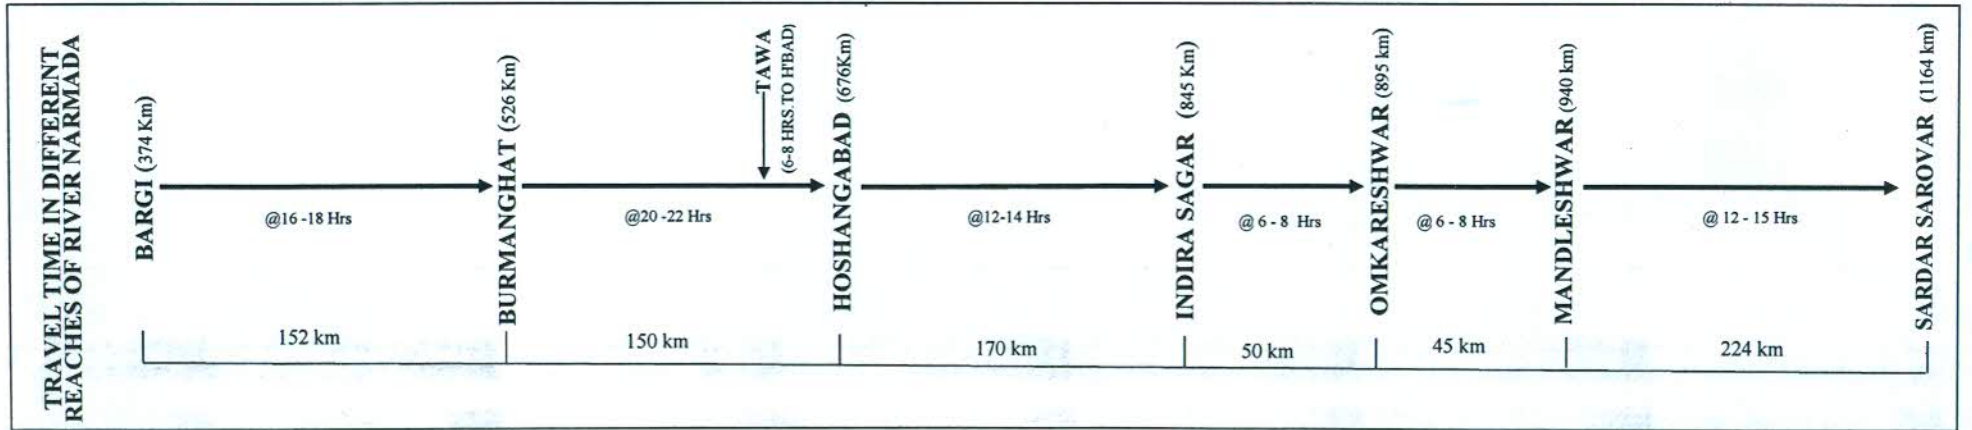 TRAVEL TIME IN DIFFERENT
REACHES OF RIVER NARMADA
BARGI (374 Km)
@16 -18 Hrs
152 km
BURMANGHAT (526 Km)
@20 -22 Hrs
150 km
TAWA
(6-8 HRS.TO H'BAD)
HOSHANGABAD (676Km)
@12-14 Hrs
170 km
INDIRA SAGAR (845 Km)
@ 6 - 8 Hrs
50 km
OMKARESHWAR (895 km)
@ 6 - 8 Hrs
45 km
MANDLESHWAR (940 km)
@ 12 - 15 Hrs
224 km
SARDAR SAROVAR (1164 km)